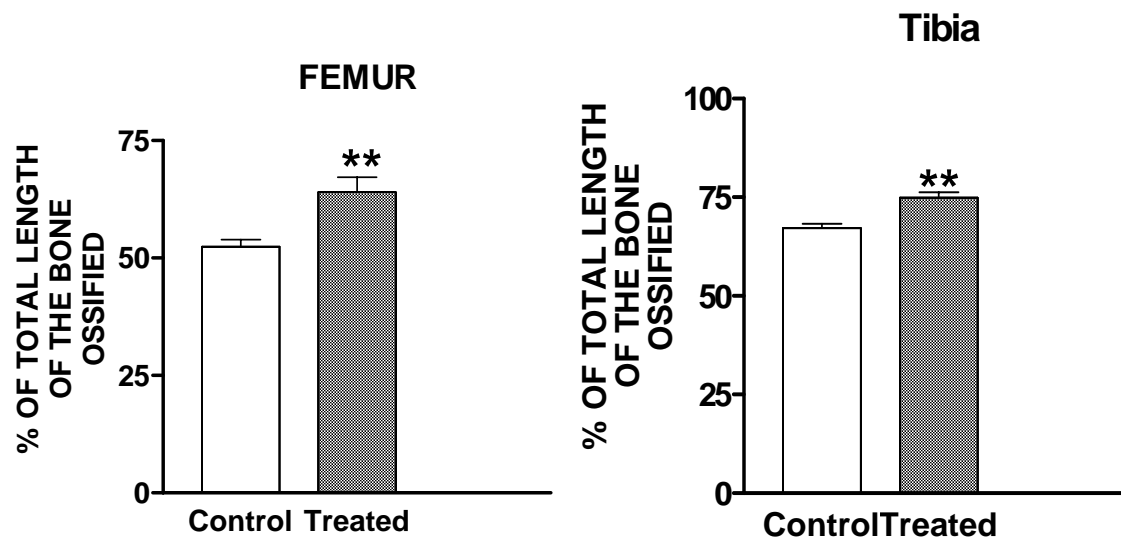 FEMUR
% OF TOTAL LENGTH
OF THE BONE
OSSIFIED
75
50
25
0
**
Control Treated
Tibia
% OF TOTAL LENGTH
OF THE BONE
OSSIFIED
100
75
50
25
0
**
ControlTreated